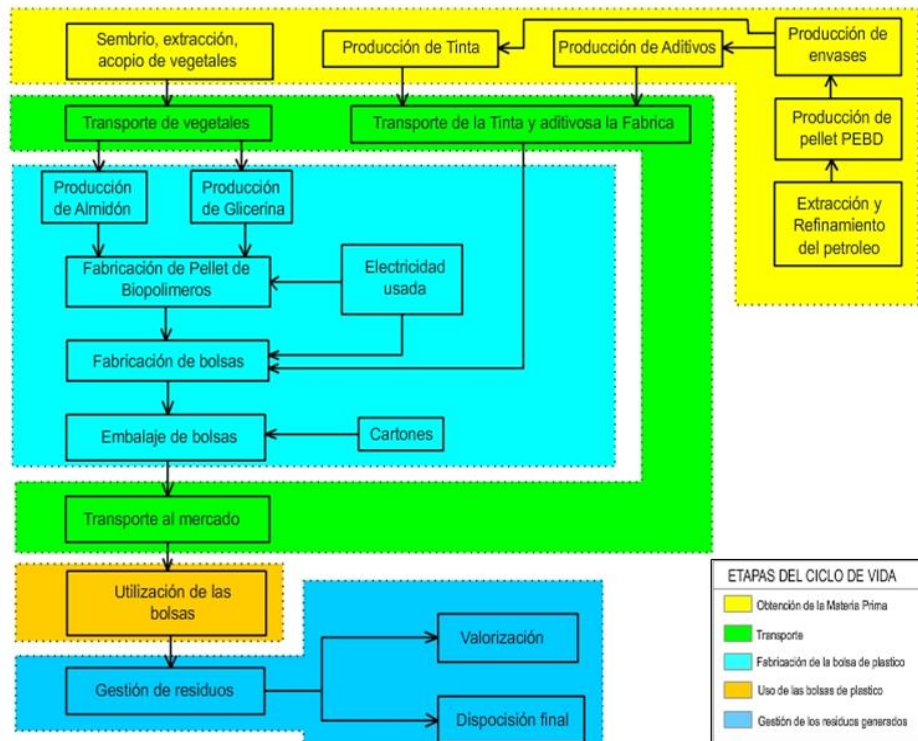 Sembrio, extracción,
acopio de vegetales
Producción de Tinta
Producción de Aditivos
Producción de
envases
Transporte de vegetales
Transporte de la Tinta y aditivosa la Fabrica
Producción de
pellet PEBD
Producción
de Almidón
Producción
de Glicerina
Extracción y
Refinamiento
del petroleo
Fabricación de Pellet de
Biopolimeros
Electricidad
usada
Fabricación de bolsas
Embalaje de bolsas
Cartones
Transporte al mercado
Utilización de las
bolsas
Gestión de residuos
Valorización
Disposcisión final
ETAPAS DEL CICLO DE VIDA
Obtención de la Materia Prima
Transporte
Fabricación de la bolsa de plastico
Uso de las bolsas de plastico
Gestión de los residuos generados